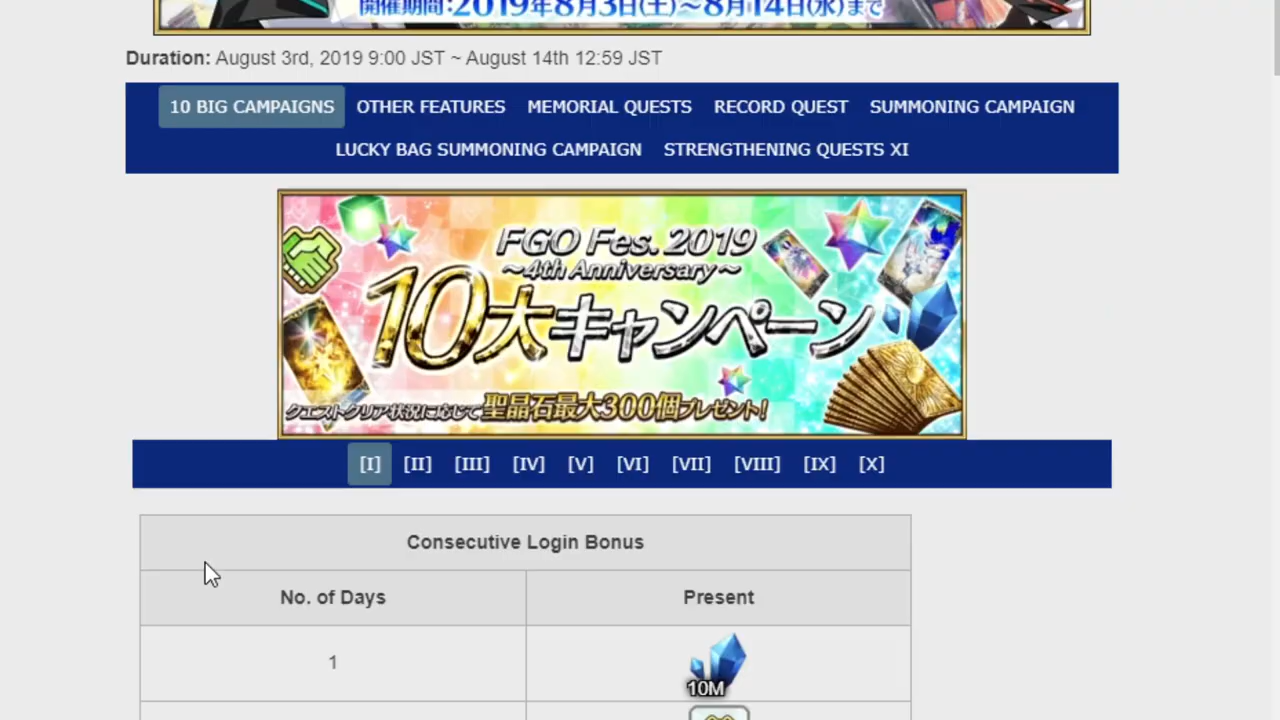 開催期間:2019年8月3日(土)～8月14日(水)まで
Duration: August 3rd, 2019 9:00 JST ~ August 14th 12:59 JST
10 BIG CAMPAIGNS OTHER FEATURES MEMORIAL QUESTS RECORD QUEST SUMMONING CAMPAIGN
LUCKY BAG SUMMONING CAMPAIGN STRENGTHENING QUESTS XI
FGO Fes. 2019
～4th Anniversary～
10大キャンペーン
クエストクリア状況に応じて聖晶石最大300個プレゼント!
[I] [II] [III] [IV] [V] [VI] [VII] [VIII] [IX] [X]
Consecutive Login Bonus
No. of Days Present
1
10M